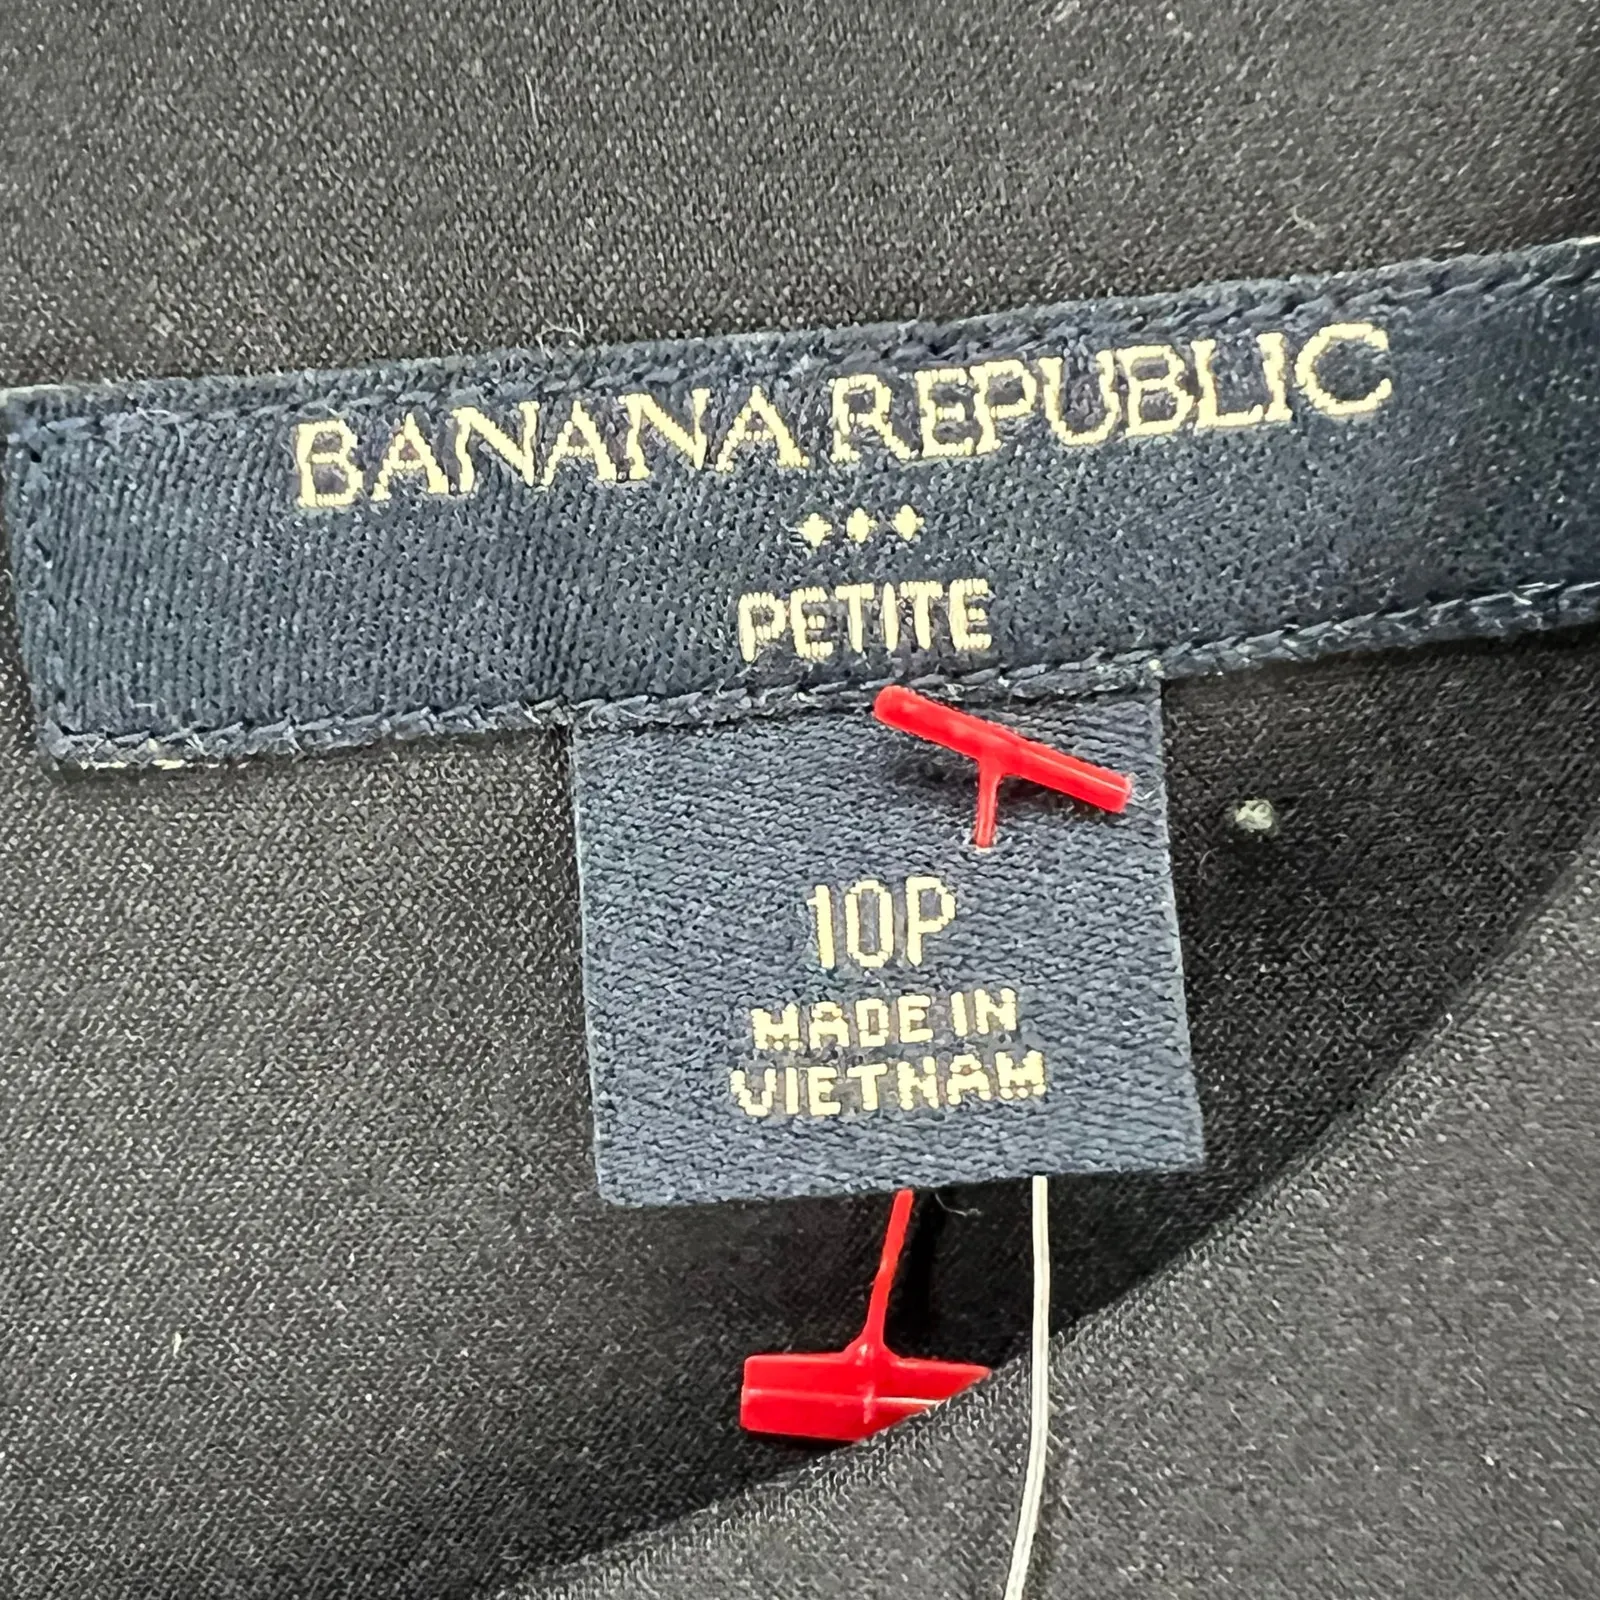 BANANA REPUBLIC
PETITE
10P
MADE IN
VIETNAM